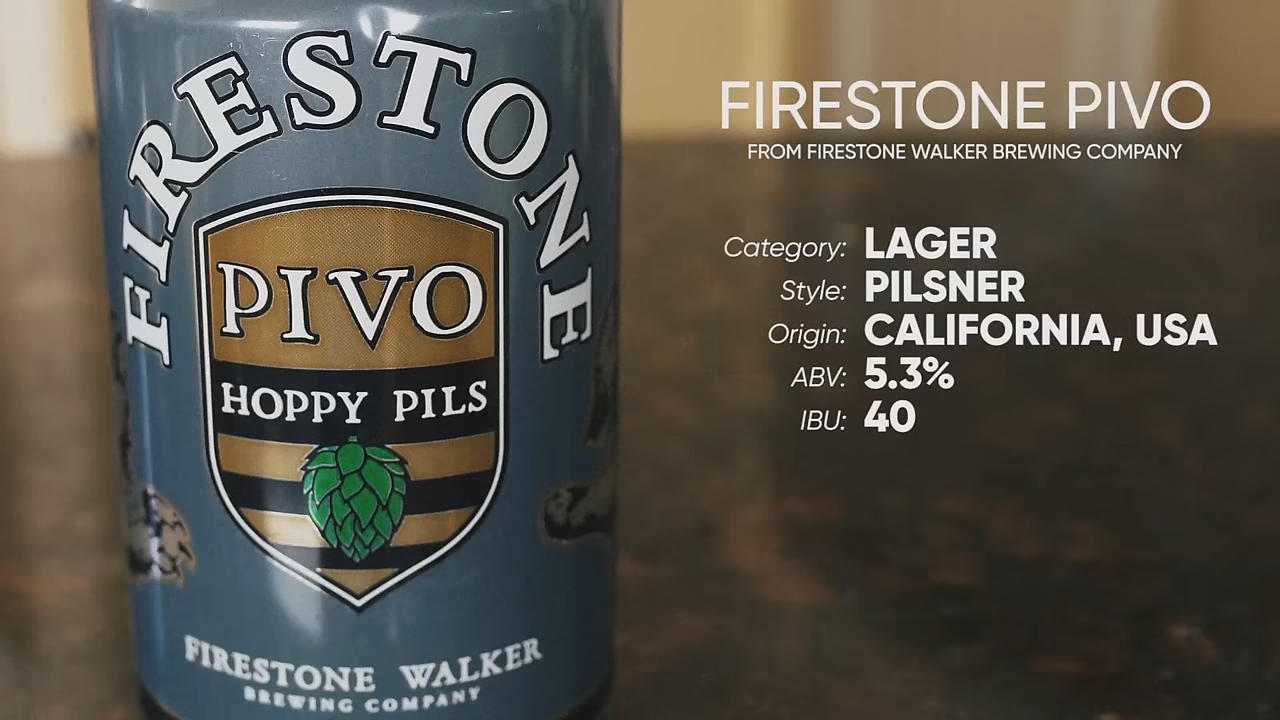 FIRESTONE
PIVO
HOPPY PILS
FIRESTONE WALKER
BREWING COMPANY
FIRESTONE PIVO
FROM FIRESTONE WALKER BREWING COMPANY
Category: LAGER
Style: PILSNER
Origin: CALIFORNIA, USA
ABV: 5.3%
IBU: 40